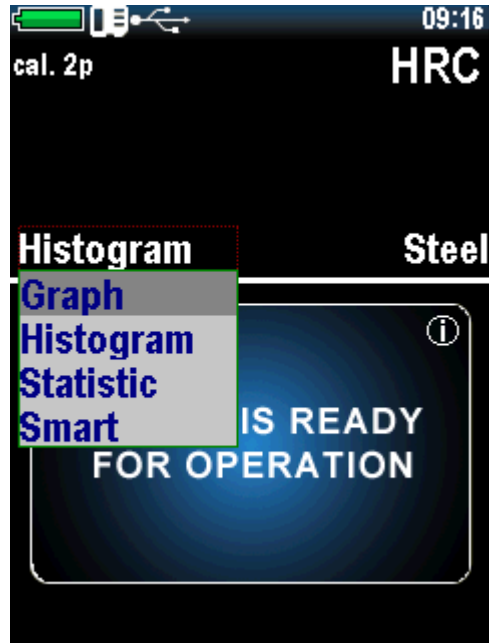 09:16
cal. 2p
HRC
Histogram
Steel
Graph
Histogram
Statistic
Smart
IS READY
FOR OPERATION